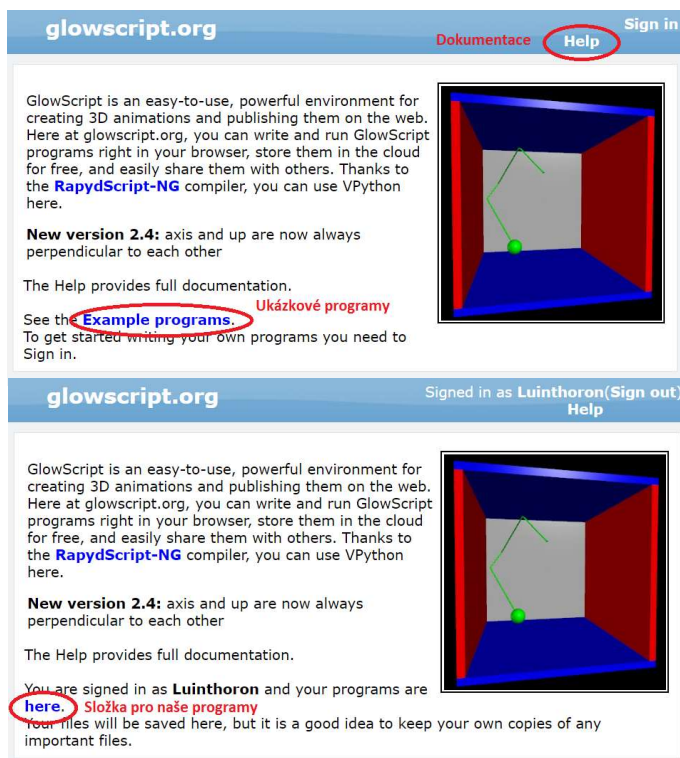 glowscript.org
Sign in
Dokumentace Help
GlowScript is an easy-to-use, powerful environment for
creating 3D animations and publishing them on the web.
Here at glowscript.org, you can write and run GlowScript
programs right in your browser, store them in the cloud
for free, and easily share them with others. Thanks to
the RapydScript-NG compiler, you can use VPython
here.
New version 2.4: axis and up are now always
perpendicular to each other
The Help provides full documentation.
Ukázkové programy
See the Example programs.
To get started writing your own programs you need to
Sign in.
glowscript.org
Signed in as Luinthoron(Sign out)
Help
GlowScript is an easy-to-use, powerful environment for
creating 3D animations and publishing them on the web.
Here at glowscript.org, you can write and run GlowScript
programs right in your browser, store them in the cloud
for free, and easily share them with others. Thanks to
the RapydScript-NG compiler, you can use VPython
here.
New version 2.4: axis and up are now always
perpendicular to each other
The Help provides full documentation.
You are signed in as Luinthoron and your programs are
here. Složka pro naše programy
Your files will be saved here, but it is a good idea to keep your own copies of any
important files.